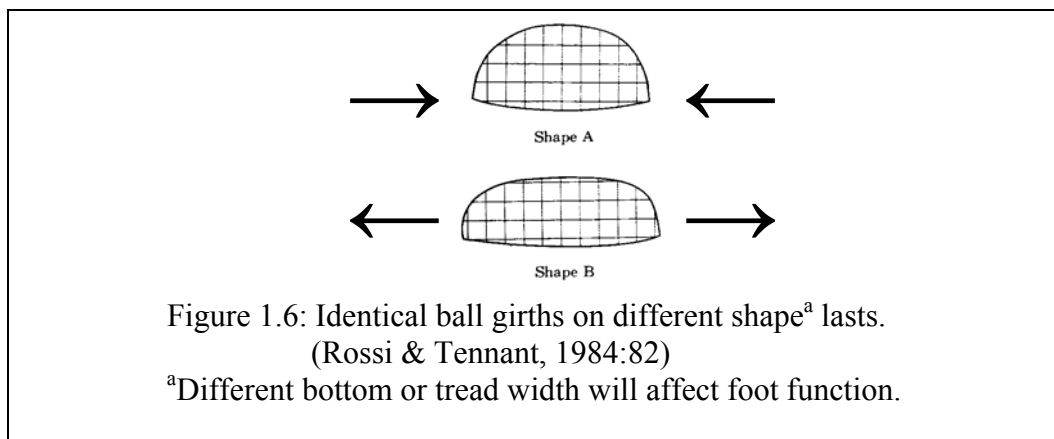 Shape A
Shape B
Figure 1.6: Identical ball girths on different shapeᵃ lasts.
(Rossi & Tennant, 1984:82)
ᵃDifferent bottom or tread width will affect foot function.